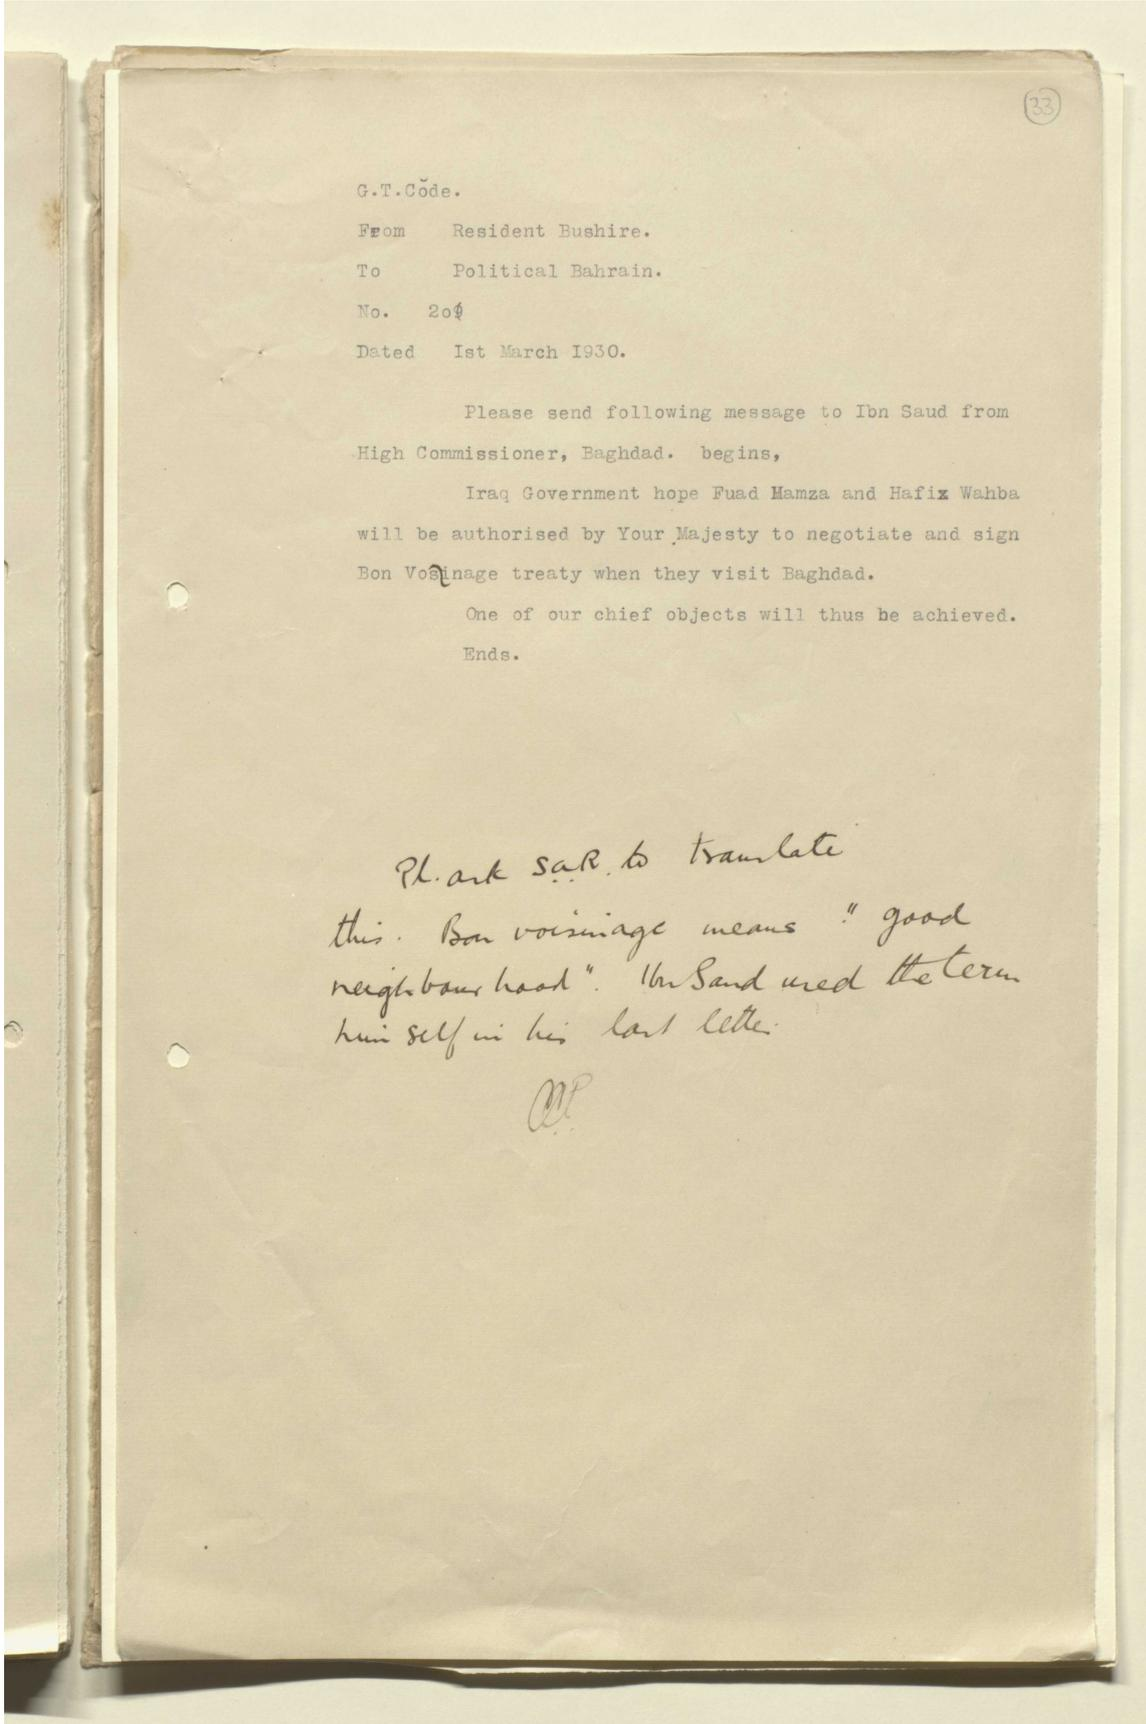 33
G.T.Code.
From Resident Bushire.
To Political Bahrain.
No.
Dated Ist March I930.
Please send following message to Ibn Saud from
High Commissioner, Baghdad. begins,
Iraq Government hope Fuad Hamza and Hafiz Wahba
will be authorised by Your Majesty to negotiate and sign
Bon Vosinage treaty when they visit Baghdad.
One of our chief objects will thus be achieved.
Ends.
Pl. ask S.a.R. to translate
this. Bon voisinage means "good
neighbourhood". Ibn Saud used the term
himself in his last letter.